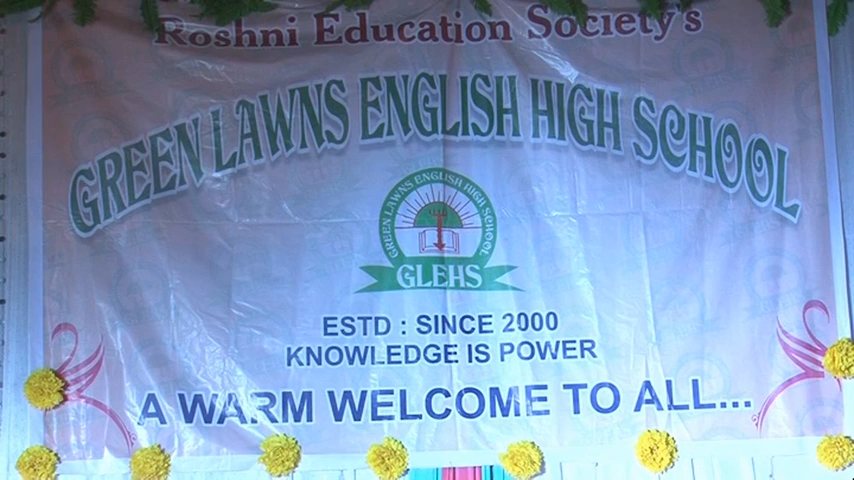 Roshni Education Society's
GREEN LAWNS ENGLISH HIGH SCHOOL
GREEN LAWNS ENGLISH HIGH SCHOOL
GLEHS
ESTD : SINCE 2000
KNOWLEDGE IS POWER
A WARM WELCOME TO ALL...